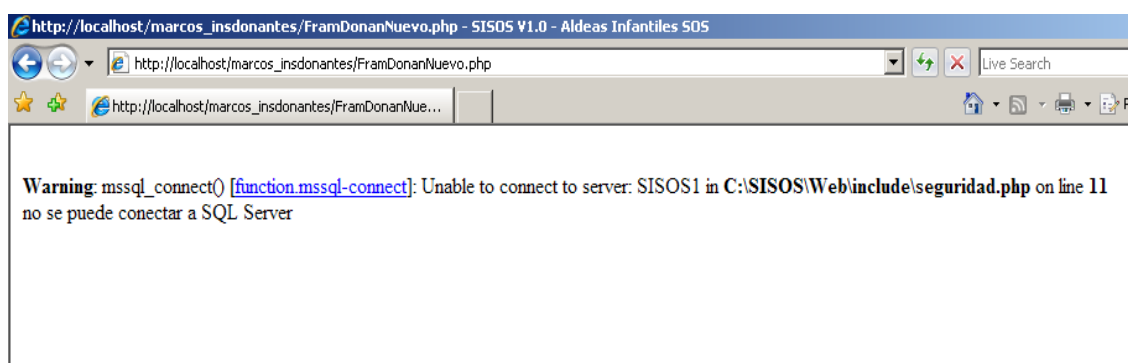 http://localhost/marcos_insdonantes/FramDonanNuevo.php - SISOS V1.0 - Aldeas Infantiles SOS
http://localhost/marcos_insdonantes/FramDonanNuevo.php Live Search
http://localhost/marcos_insdonantes/FramDonanNue...
Warning: mssql_connect() [function.mssql-connect]: Unable to connect to server: SISOS1 in C:\SISOS\Web\include\seguridad.php on line 11
no se puede conectar a SQL Server